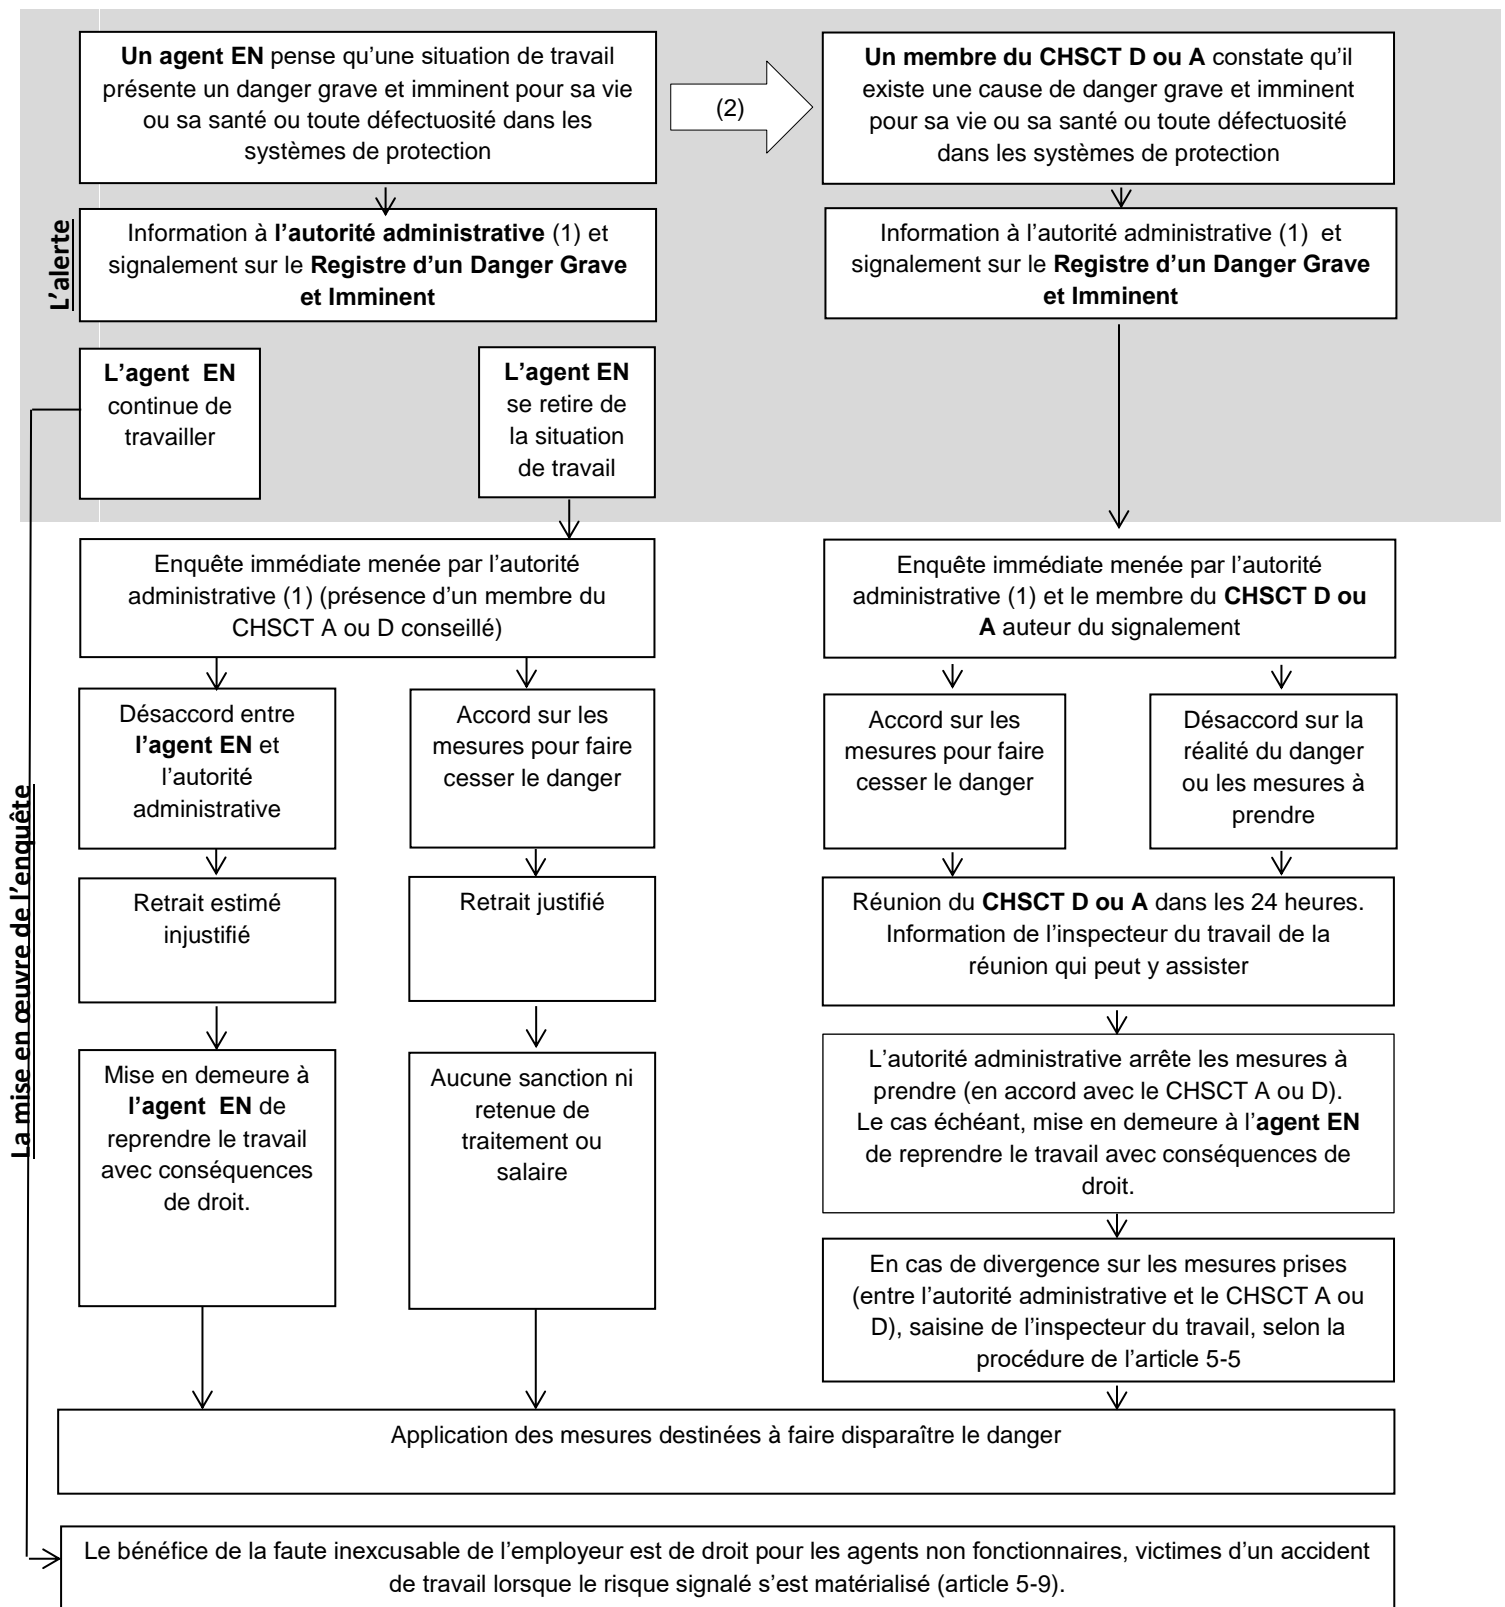 Un agent EN pense qu’une situation de travail
présente un danger grave et imminent pour sa vie
ou sa santé ou toute défectuosité dans les
systèmes de protection
(2)
Un membre du CHSCT D ou A constate qu’il
existe une cause de danger grave et imminent
pour sa vie ou sa santé ou toute défectuosité
dans les systèmes de protection
L’alerte
Information à l’autorité administrative (1) et
signalement sur le Registre d’un Danger Grave
et Imminent
Information à l’autorité administrative (1) et
signalement sur le Registre d’un Danger Grave
et Imminent
L’agent EN
continue de
travailler
L’agent EN
se retire de
la situation
de travail
La mise en œuvre de l’enquête
Enquête immédiate menée par l’autorité
administrative (1) (présence d’un membre du
CHSCT A ou D conseillé)
Enquête immédiate menée par l’autorité
administrative (1) et le membre du CHSCT D ou
A auteur du signalement
Désaccord entre
l’agent EN et
l’autorité
administrative
Accord sur les
mesures pour faire
cesser le danger
Accord sur les
mesures pour faire
cesser le danger
Désaccord sur la
réalité du danger
ou les mesures à
prendre
Retrait estimé
injustifié
Retrait justifié
Réunion du CHSCT D ou A dans les 24 heures.
Information de l’inspecteur du travail de la
réunion qui peut y assister
Mise en demeure à
l’agent EN de
reprendre le travail
avec conséquences
de droit.
Aucune sanction ni
retenue de
traitement ou
salaire
L’autorité administrative arrête les mesures à
prendre (en accord avec le CHSCT A ou D).
Le cas échéant, mise en demeure à l’agent EN
de reprendre le travail avec conséquences de
droit.
En cas de divergence sur les mesures prises
(entre l’autorité administrative et le CHSCT A ou
D), saisine de l’inspecteur du travail, selon la
procédure de l’article 5-5
Application des mesures destinées à faire disparaître le danger
Le bénéfice de la faute inexcusable de l’employeur est de droit pour les agents non fonctionnaires, victimes d’un accident
de travail lorsque le risque signalé s’est matérialisé (article 5-9).